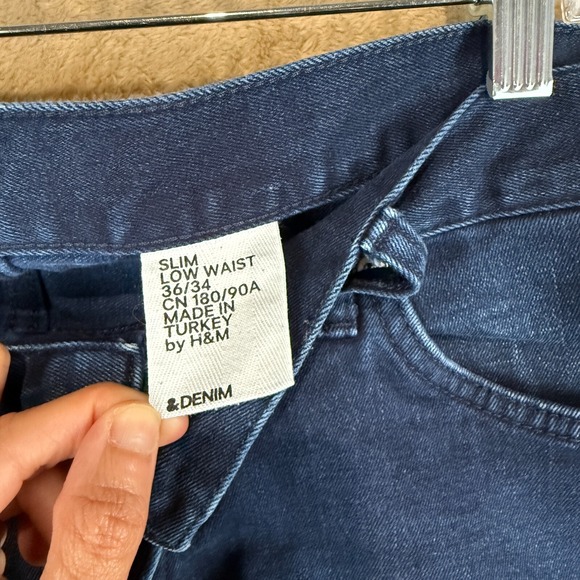 SLIM
LOW WAIST
36/34
CN 180/90A
MADE IN
TURKEY
by H&M
&DENIM